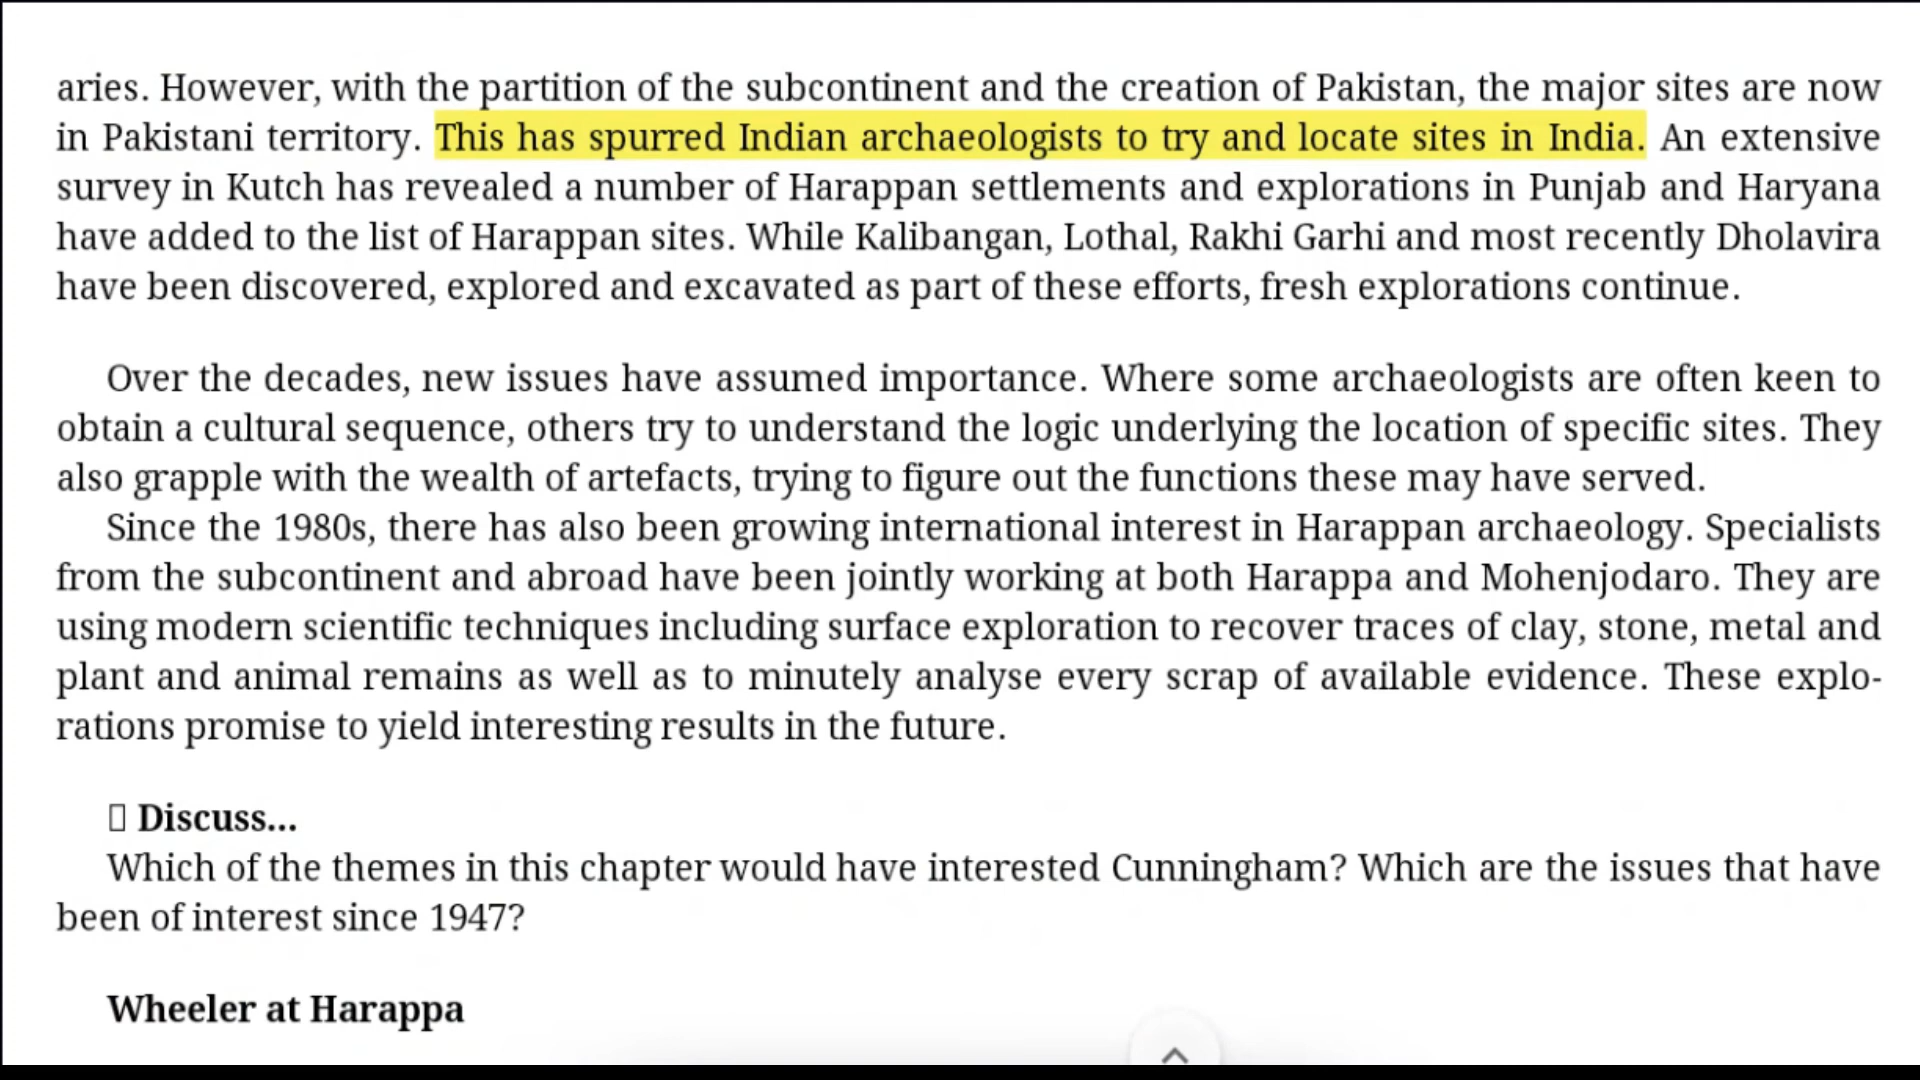 aries. However, with the partition of the subcontinent and the creation of Pakistan, the major sites are now
in Pakistani territory. This has spurred Indian archaeologists to try and locate sites in India. An extensive
survey in Kutch has revealed a number of Harappan settlements and explorations in Punjab and Haryana
have added to the list of Harappan sites. While Kalibangan, Lothal, Rakhi Garhi and most recently Dholavira
have been discovered, explored and excavated as part of these efforts, fresh explorations continue.
Over the decades, new issues have assumed importance. Where some archaeologists are often keen to
obtain a cultural sequence, others try to understand the logic underlying the location of specific sites. They
also grapple with the wealth of artefacts, trying to figure out the functions these may have served.
Since the 1980s, there has also been growing international interest in Harappan archaeology. Specialists
from the subcontinent and abroad have been jointly working at both Harappa and Mohenjodaro. They are
using modern scientific techniques including surface exploration to recover traces of clay, stone, metal and
plant and animal remains as well as to minutely analyse every scrap of available evidence. These explo-
rations promise to yield interesting results in the future.
Discuss...
Which of the themes in this chapter would have interested Cunningham? Which are the issues that have
been of interest since 1947?
Wheeler at Harappa